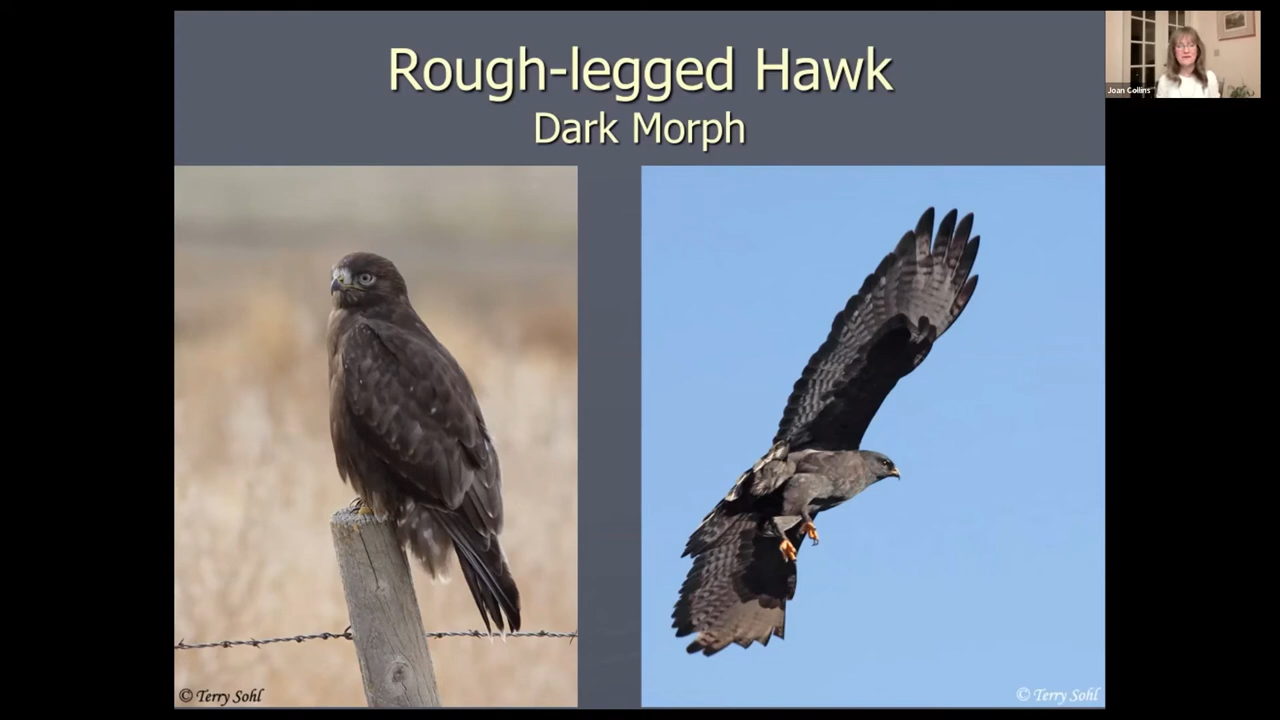 Rough-legged Hawk
Dark Morph
Joan Collins
© Terry Sohl
© Terry Sohl